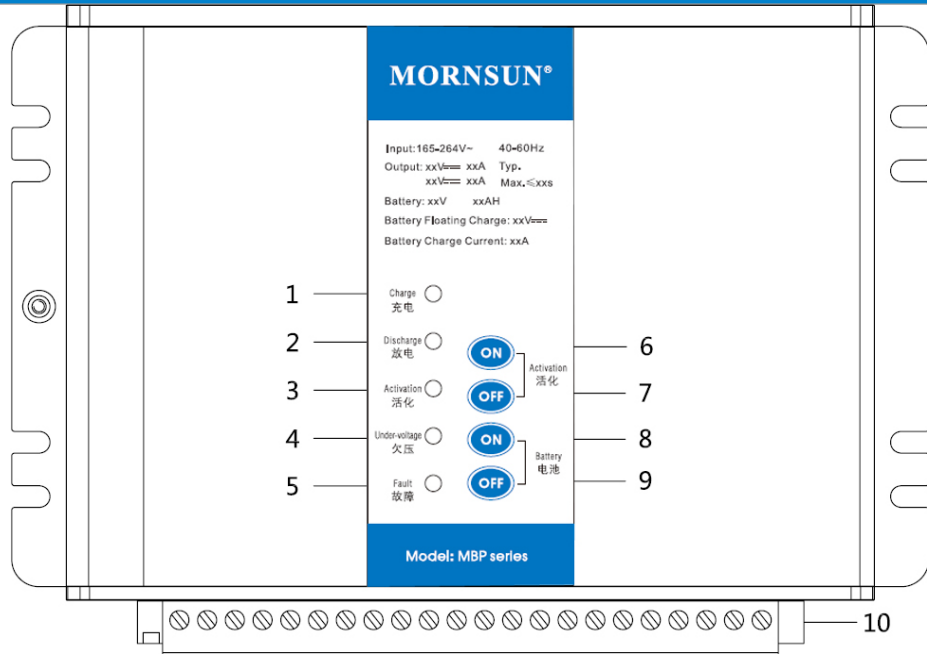 MORNSUN®
Input:165-264V~ 40-60Hz
Output: xxV⎓ xxA Typ.
xxV⎓ xxA Max.≤xxs
Battery: xxV xxAH
Battery Floating Charge: xxV⎓
Battery Charge Current: xxA
1 Charge
充电
2 Discharge
放电
ON 6
Activation
活化
3 Activation
活化
OFF 7
4 Under-voltage
欠压
ON 8
Battery
电池
5 Fault
故障
OFF 9
Model: MBP series
10